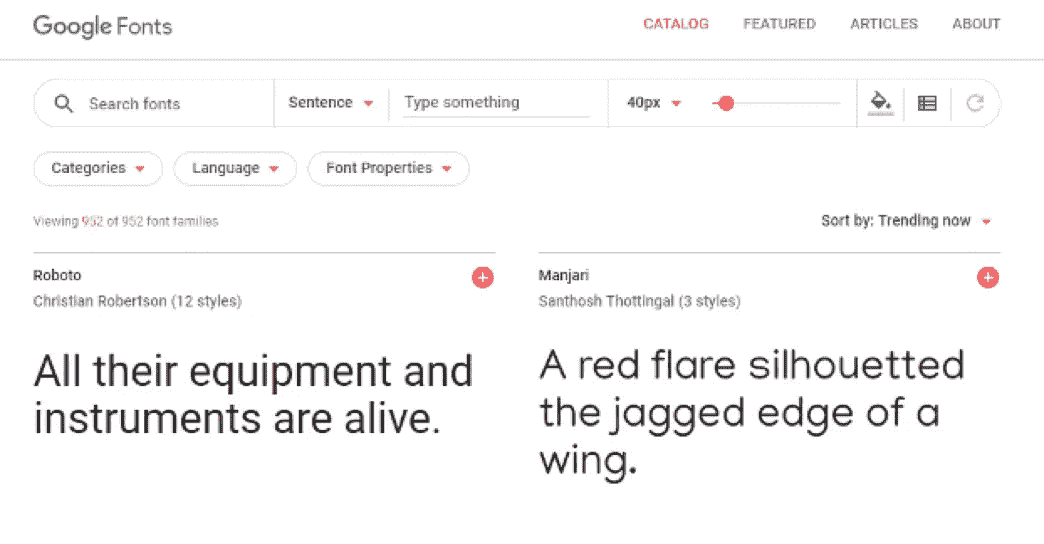 Google Fonts CATALOG FEATURED ARTICLES ABOUT
Search fonts Sentence Type something 40px
Categories Language Font Properties
Viewing 952 of 952 font families Sort by: Trending now
Roboto
Christian Robertson (12 styles)
All their equipment and
instruments are alive.
Manjari
Santhosh Thottingal (3 styles)
A red flare silhouetted
the jagged edge of a
wing.